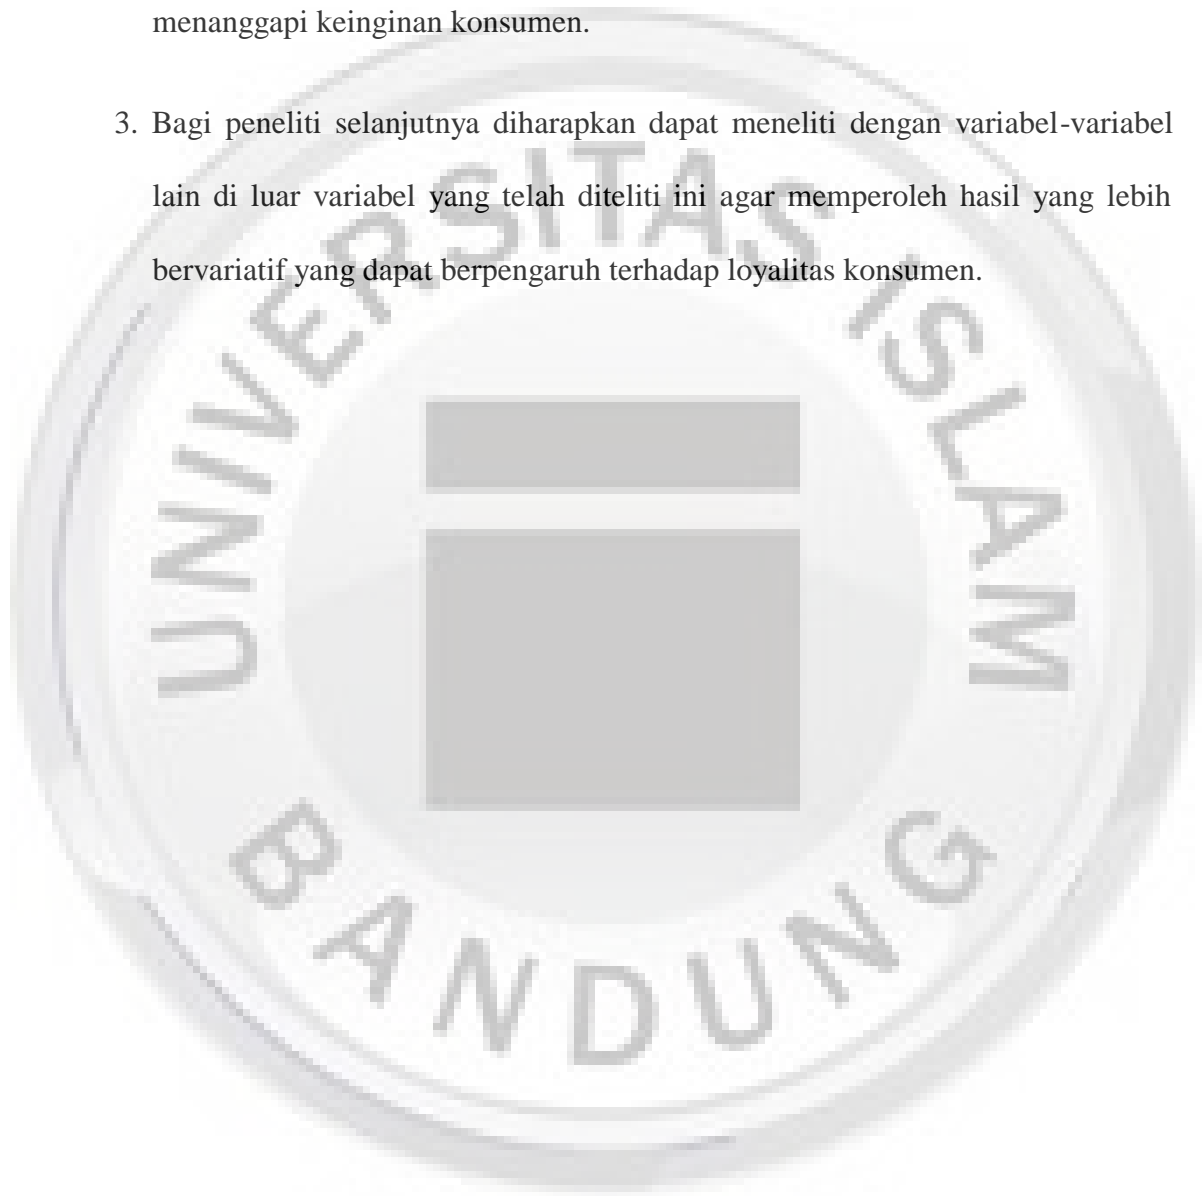 menanggapi keinginan konsumen.
3. Bagi peneliti selanjutnya diharapkan dapat meneliti dengan variabel-variabel
lain di luar variabel yang telah diteliti ini agar memperoleh hasil yang lebih
bervariatif yang dapat berpengaruh terhadap loyalitas konsumen.
UNIVERSITAS ISLAM
BANDUNG